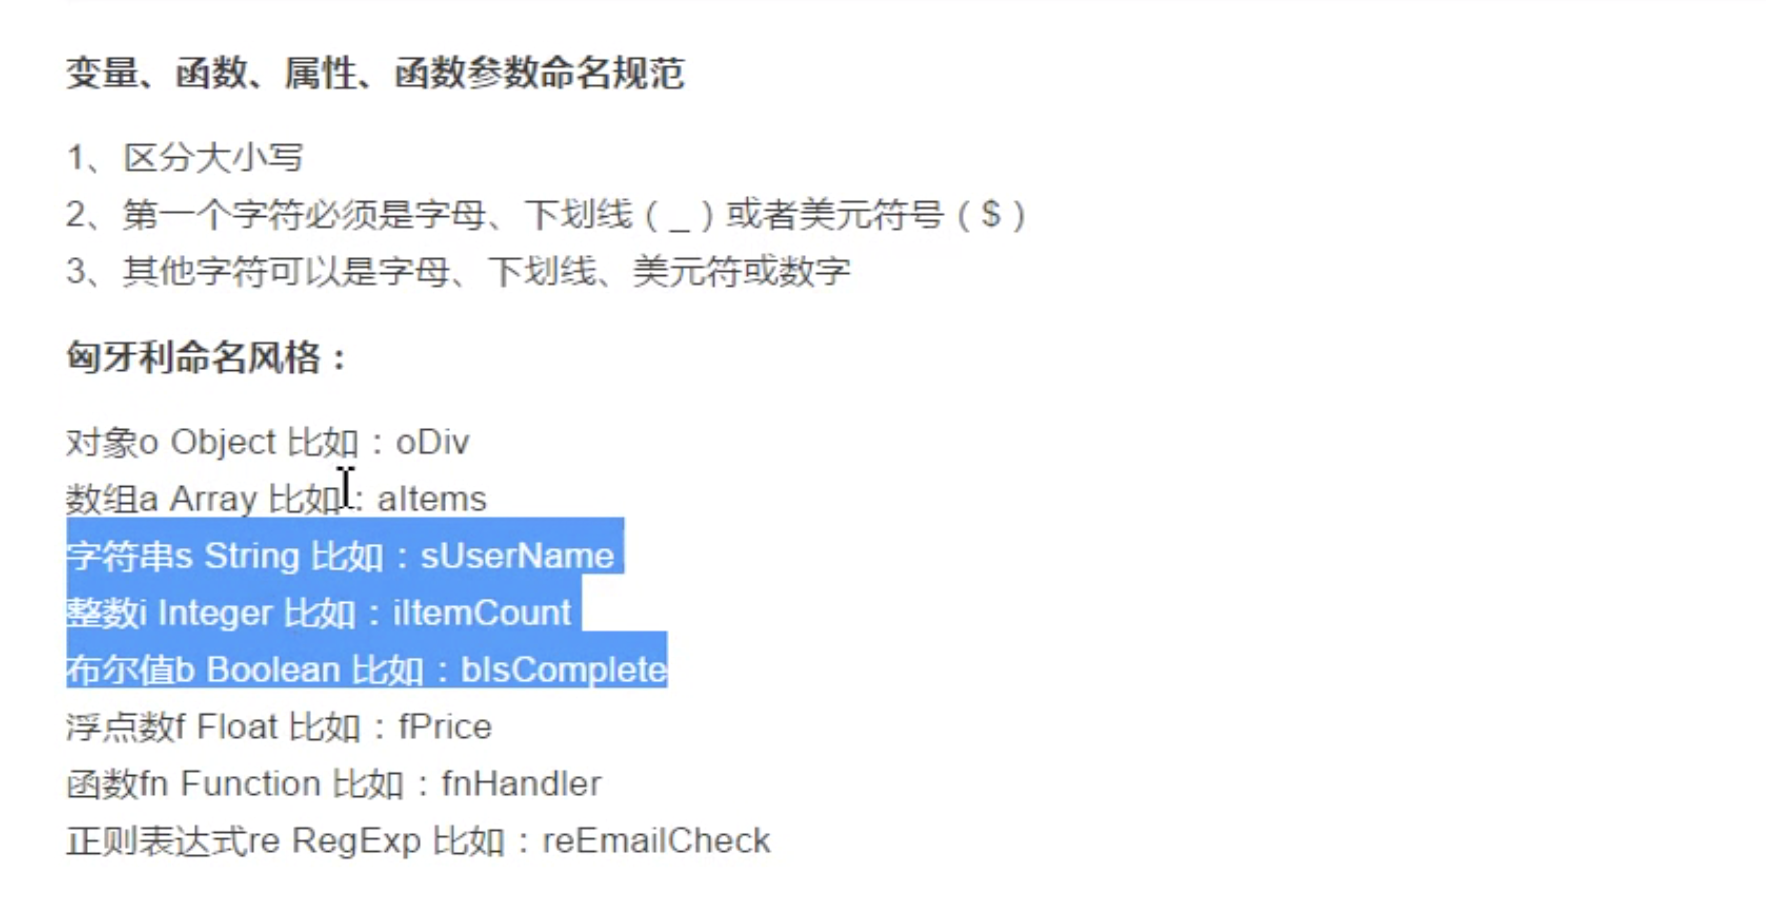 变量、函数、属性、函数参数命名规范
1、区分大小写
2、第一个字符必须是字母、下划线（_）或者美元符号（$）
3、其他字符可以是字母、下划线、美元符或数字
匈牙利命名风格：
对象o Object 比如：oDiv
数组a Array 比如：aItems
字符串s String 比如：sUserName
整数i Integer 比如：iItemCount
布尔值b Boolean 比如：bIsComplete
浮点数f Float 比如：fPrice
函数fn Function 比如：fnHandler
正则表达式re RegExp 比如：reEmailCheck